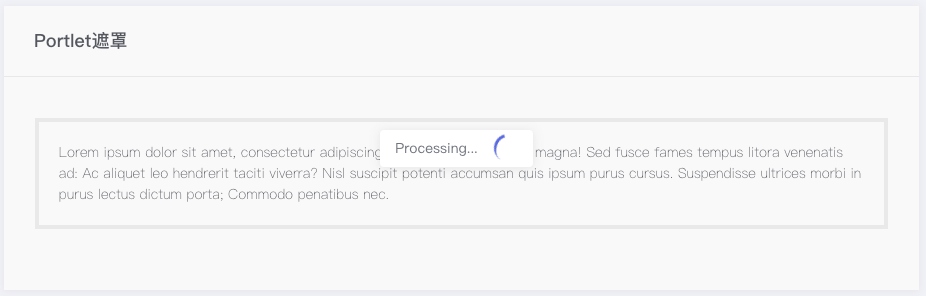 Portlet遮罩
Lorem ipsum dolor sit amet, consectetur adipiscing magna! Sed fusce fames tempus litora venenatis
Processing...
ad: Ac aliquet leo hendrerit taciti viverra? Nisl suscipit potenti accumsan quis ipsum purus cursus. Suspendisse ultrices morbi in
purus lectus dictum porta; Commodo penatibus nec.